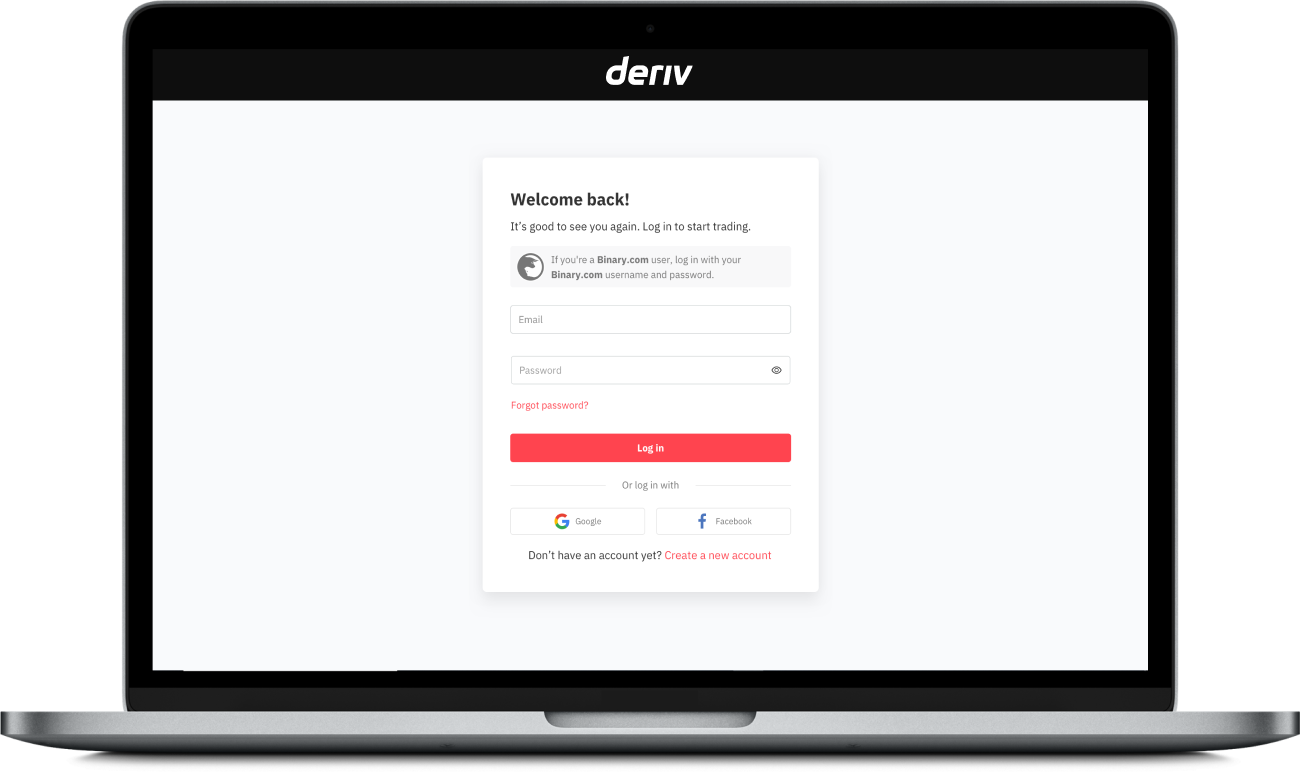 deriv
Welcome back!
It’s good to see you again. Log in to start trading.
If you're a Binary.com user, log in with your
Binary.com username and password.
Email
Password
Forgot password?
Log in
Or log in with
Google
Facebook
Don’t have an account yet? Create a new account